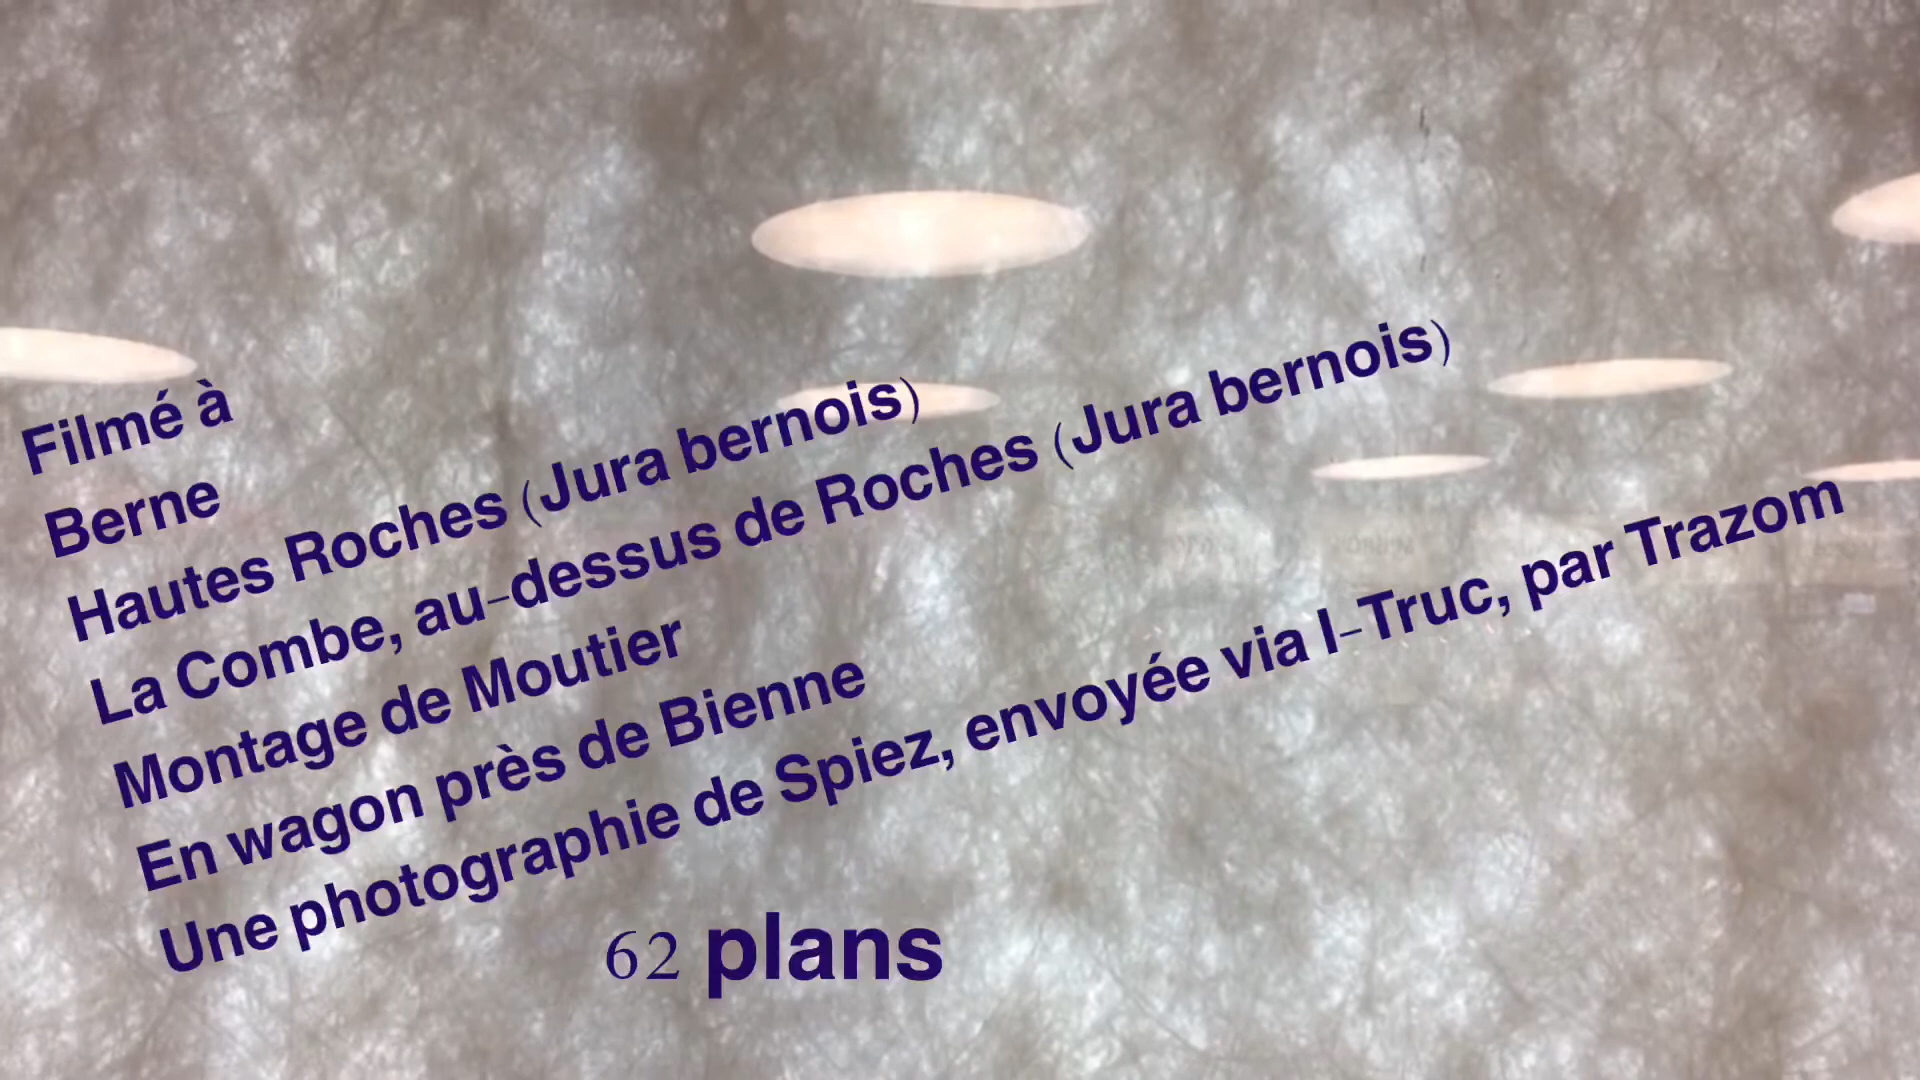 Filmé à
Berne
Hautes Roches (Jura bernois)
La Combe, au-dessus de Roches (Jura bernois)
Montage de Moutier
En wagon près de Bienne
Une photographie de Spiez, envoyée via I-Truc, par Trazom
62 plans